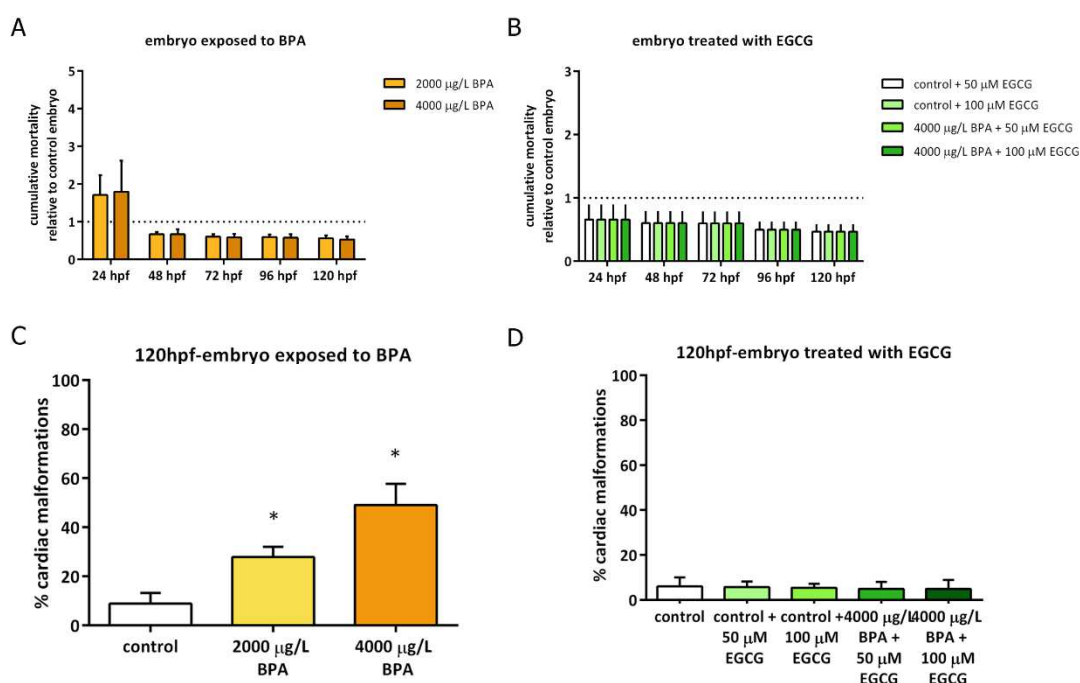 A
embryo exposed to BPA
cumulative mortality
relative to control embryo
5
4
3
2
1
0
24 hpf 48 hpf 72 hpf 96 hpf 120 hpf
2000 µg/L BPA
4000 µg/L BPA
B
embryo treated with EGCG
cumulative mortality
relative to control embryo
3
2
1
0
24 hpf 48 hpf 72 hpf 96 hpf 120 hpf
control + 50 µM EGCG
control + 100 µM EGCG
4000 µg/L BPA + 50 µM EGCG
4000 µg/L BPA + 100 µM EGCG
C
120hpf-embryo exposed to BPA
% cardiac malformations
100
80
60
40
20
0
*
*
control
2000 µg/L
BPA
4000 µg/L
BPA
D
120hpf-embryo treated with EGCG
% cardiac malformations
100
80
60
40
20
0
control
control +
50 µM
EGCG
control +
100 µM
EGCG
4000 µg/L
BPA +
50 µM
EGCG
4000 µg/L
BPA +
100 µM
EGCG